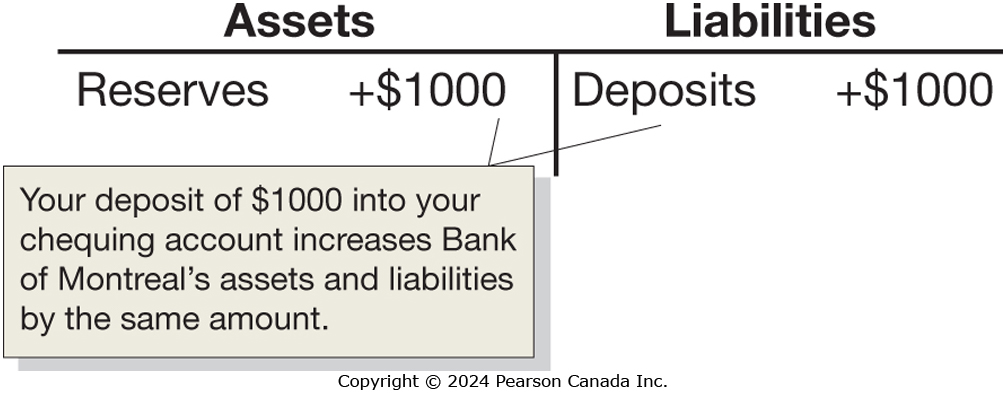 Assets Liabilities
Reserves +$1000 Deposits +$1000
Your deposit of $1000 into your
chequing account increases Bank
of Montreal’s assets and liabilities
by the same amount.
Copyright © 2024 Pearson Canada Inc.